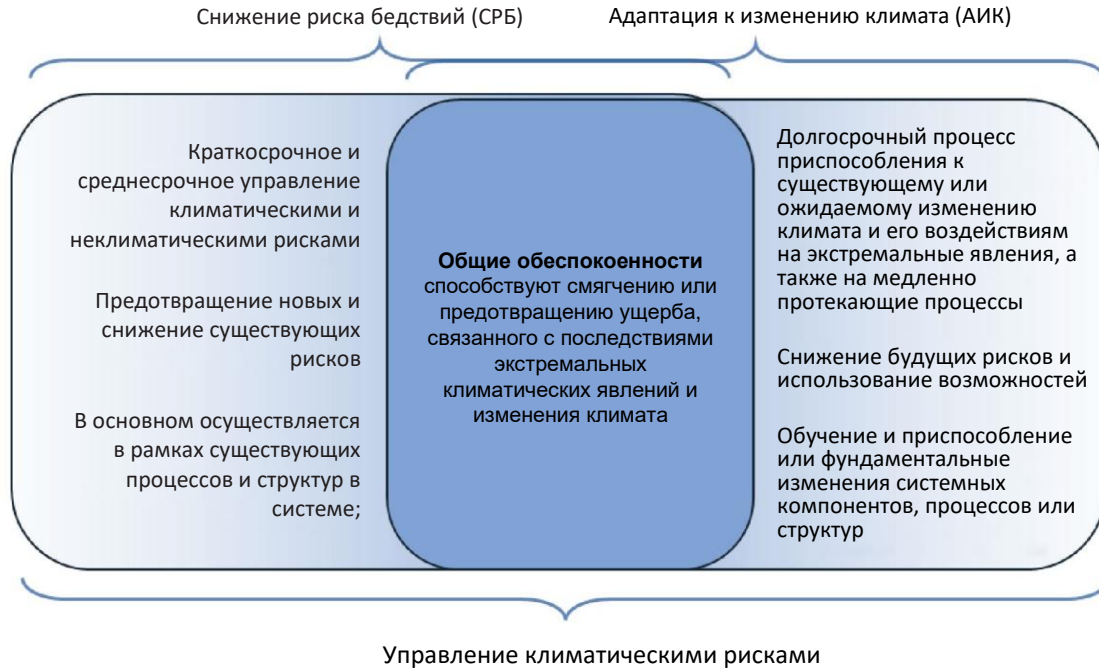 Снижение риска бедствий (СРБ)
Адаптация к изменению климата (АИК)
Краткосрочное и
среднесрочное управление
климатическими и
неклиматическими рисками
Предотвращение новых и
снижение существующих
рисков
В основном осуществляется
в рамках существующих
процессов и структур в
системе;
Общие обеспокоенности
способствуют смягчению или
предотвращению ущерба,
связанного с последствиями
экстремальных
климатических явлений и
изменения климата
Долгосрочный процесс
приспособления к
существующему или
ожидаемому изменению
климата и его воздействиям
на экстремальные явления, а
также на медленно
протекающие процессы
Снижение будущих рисков и
использование возможностей
Обучение и приспособление
или фундаментальные
изменения системных
компонентов, процессов или
структур
Управление климатическими рисками